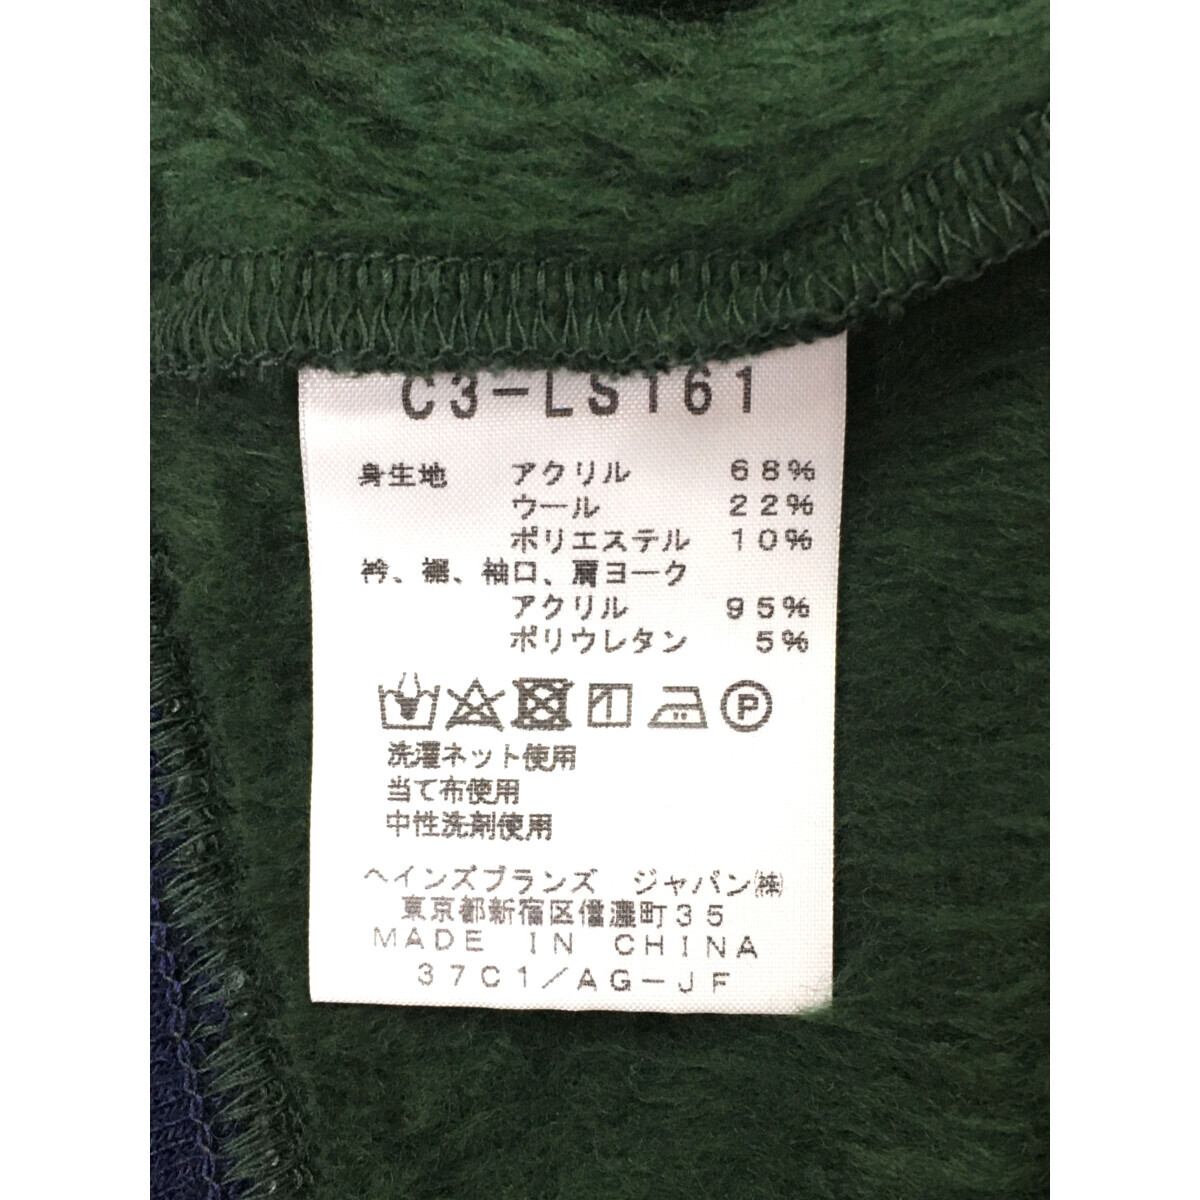 C3-LS161
身生地 アクリル 68%
ウール 22%
ポリエステル 10%
衿、裾、袖口、肩ヨーク
アクリル 95%
ポリウレタン 5%
P
洗濯ネット使用
当て布使用
中性洗剤使用
ヘインズブランズ ジャパン㈱
東京都新宿区信濃町35
MADE IN CHINA
37C1/AG-JF